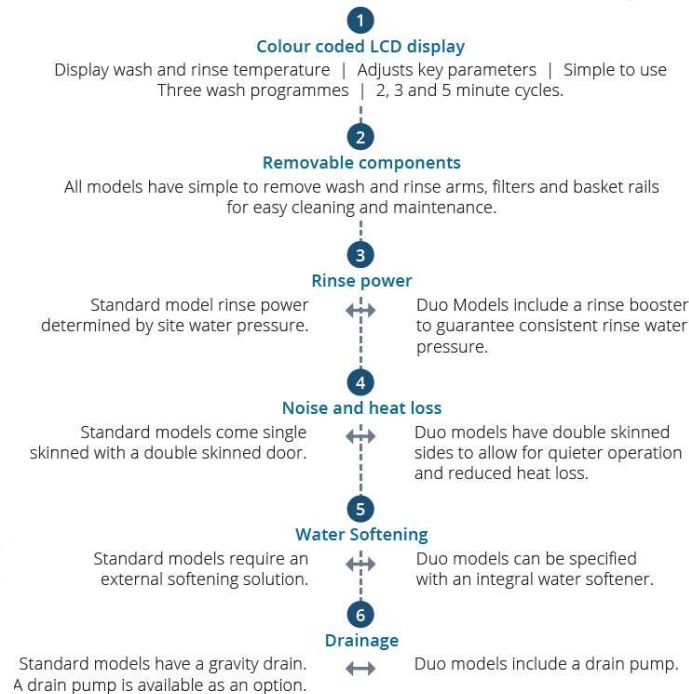 1
Colour coded LCD display
Display wash and rinse temperature | Adjusts key parameters | Simple to use
Three wash programmes | 2, 3 and 5 minute cycles.
2
Removable components
All models have simple to remove wash and rinse arms, filters and basket rails
for easy cleaning and maintenance.
3
Rinse power
Standard model rinse power
determined by site water pressure.
Duo Models include a rinse booster
to guarantee consistent rinse water
pressure.
4
Noise and heat loss
Standard models come single
skinned with a double skinned door.
Duo models have double skinned
sides to allow for quieter operation
and reduced heat loss.
5
Water Softening
Standard models require an
external softening solution.
Duo models can be specified
with an integral water softener.
6
Drainage
Standard models have a gravity drain.
A drain pump is available as an option.
Duo models include a drain pump.